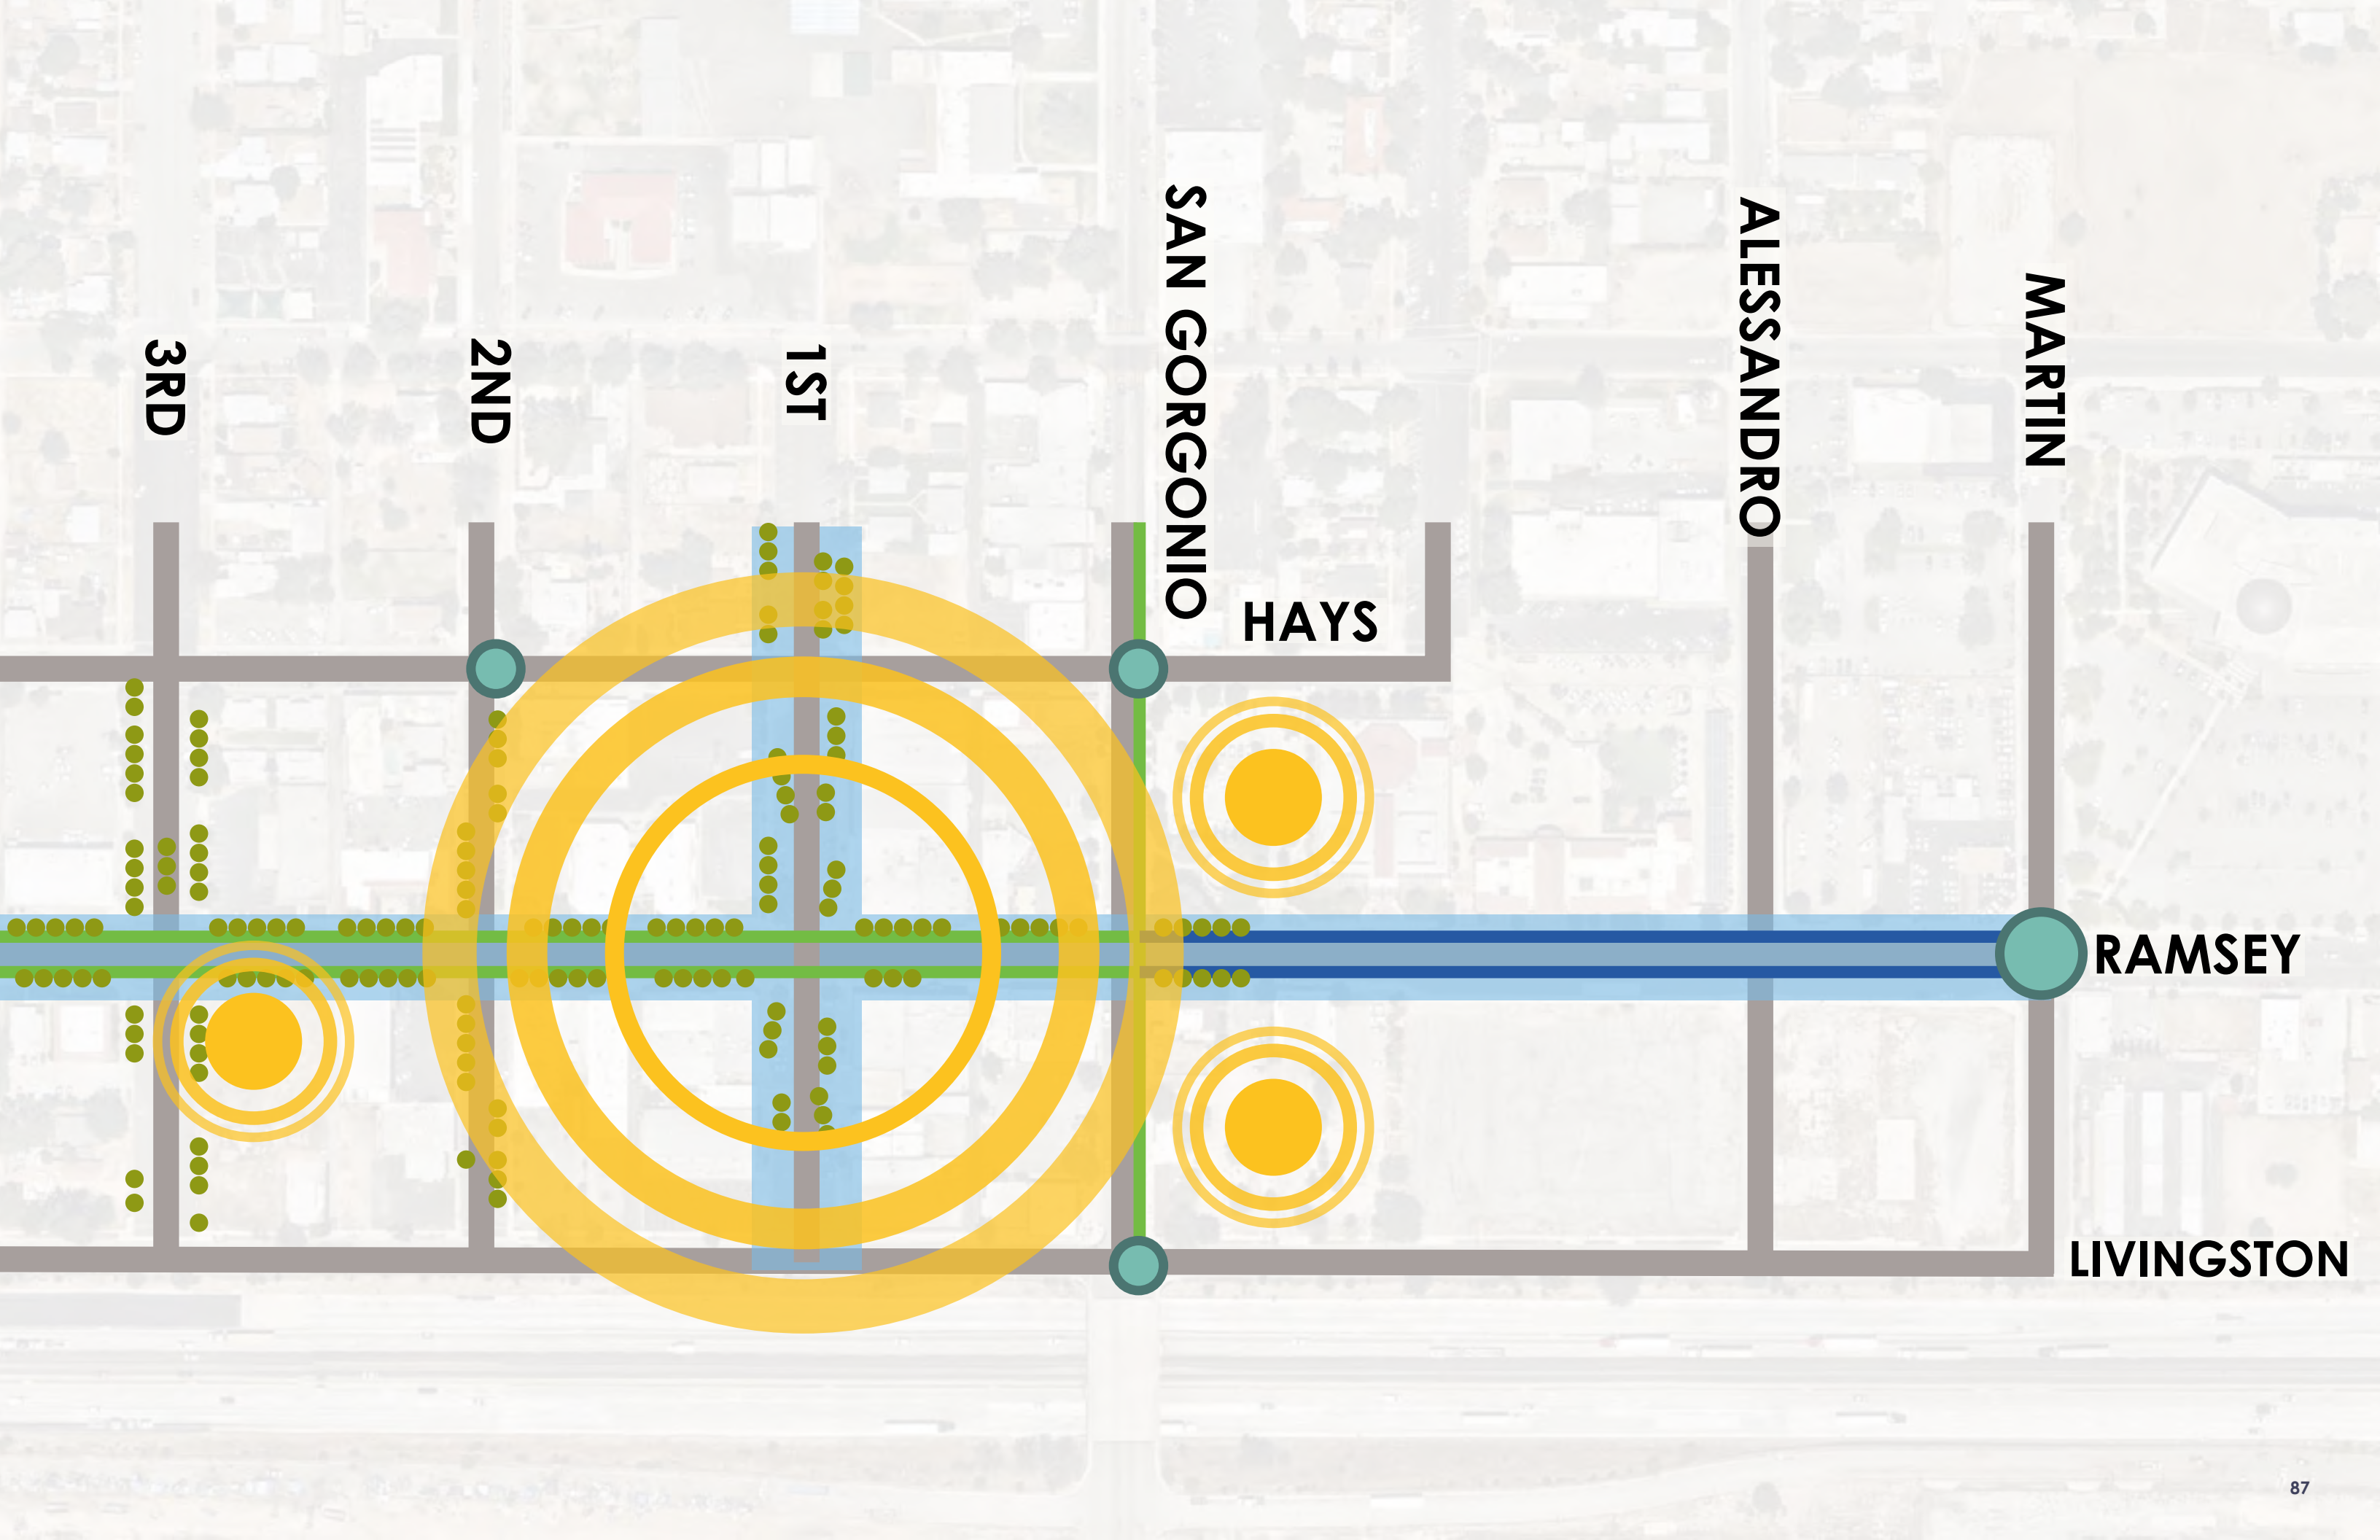 3RD
2ND
1ST
SAN GORGONIO
ALESSANDRO
MARTIN
HAYS
RAMSEY
LIVINGSTON
87